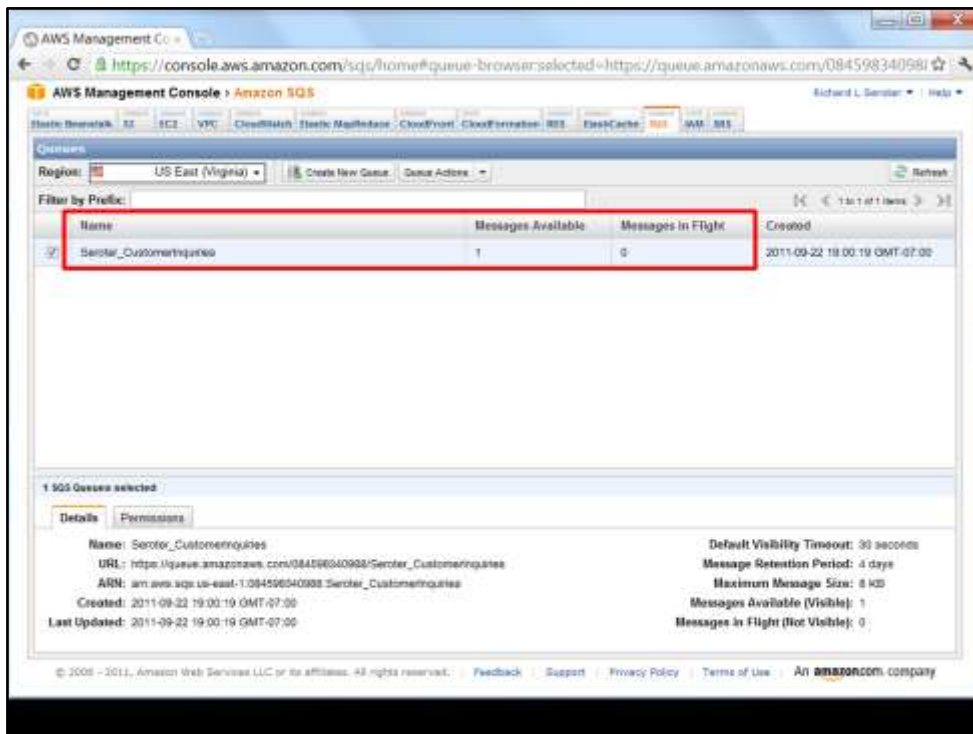 AWS Management Co
https://console.aws.amazon.com/sqs/home#queue-browser:selected=https://queue.amazonaws.com/084598340988/
AWS Management Console > Amazon SQS
Richard L Seroter Help
Elastic Beanstalk S3 EC2 VPC CloudWatch Elastic MapReduce CloudFront CloudFormation RDS ElastiCache SQS IAM SNS
Queues
Region: US East (Virginia) Create New Queue Queue Actions Refresh
Filter by Prefix: 1 to 1 of 1 items
Name Messages Available Messages in Flight Created
Seroter_CustomerInquiries 1 0 2011-09-22 19:00:19 GMT-07:00
1 SQS Queues selected
Details Permissions
Name: Seroter_CustomerInquiries
Default Visibility Timeout: 30 seconds
URL: https://queue.amazonaws.com/084598340988/Seroter_CustomerInquiries
Message Retention Period: 4 days
ARN: arn:aws:sqs:us-east-1:084598340988:Seroter_CustomerInquiries
Maximum Message Size: 8 KB
Created: 2011-09-22 19:00:19 GMT-07:00
Messages Available (Visible): 1
Last Updated: 2011-09-22 19:00:19 GMT-07:00
Messages in Flight (Not Visible): 0
© 2008 - 2011, Amazon Web Services LLC or its affiliates. All rights reserved. Feedback Support Privacy Policy Terms of Use An amazon.com company